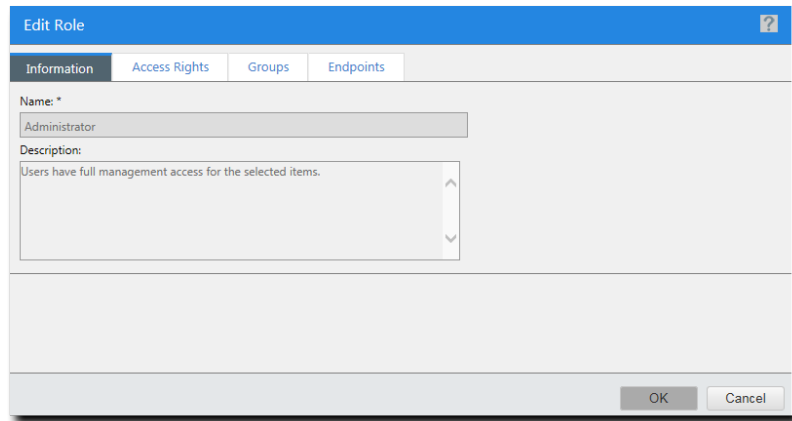 Edit Role
?
Information Access Rights Groups Endpoints
Name: *
Administrator
Description:
Users have full management access for the selected items.
OK Cancel